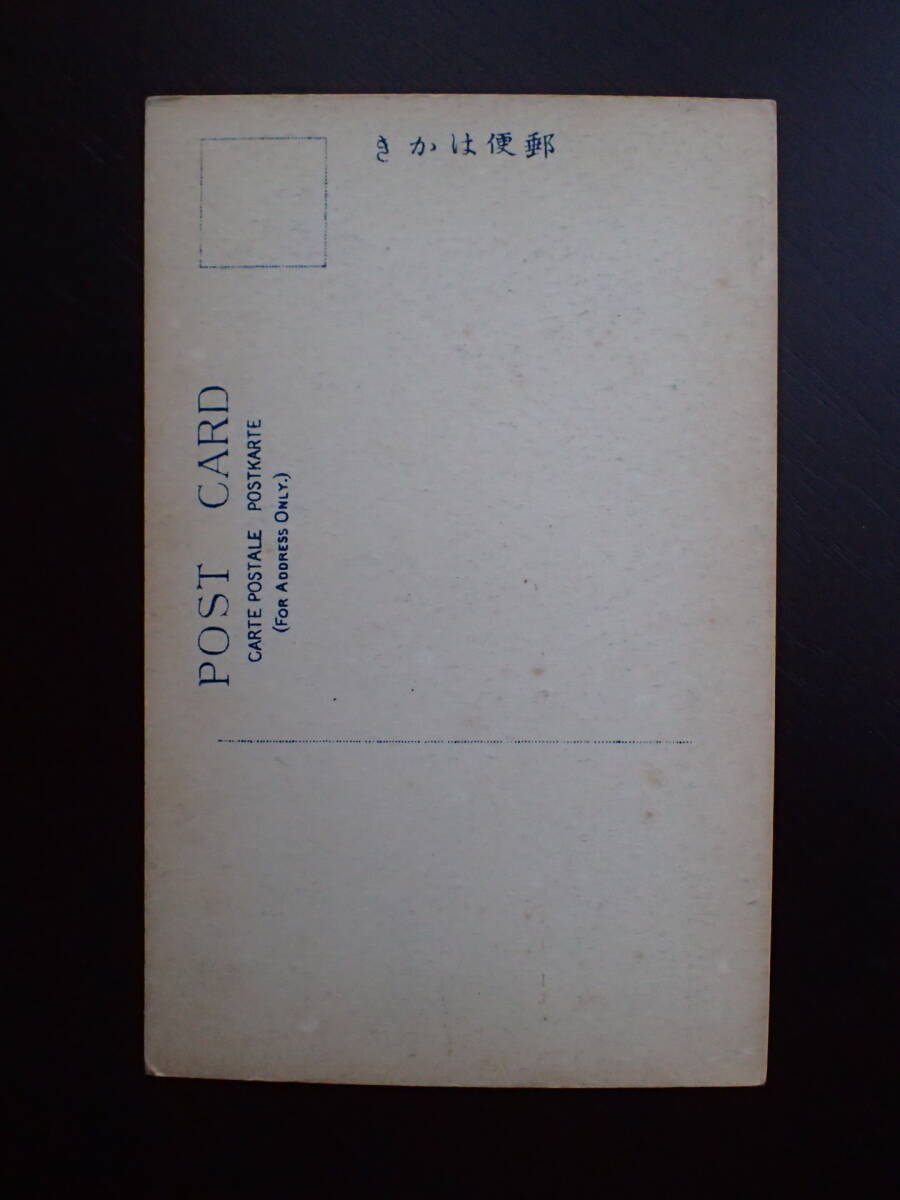 郵便はかき
POST CARD
CARTE POSTALE POSTKARTE
(FOR ADDRESS ONLY.)